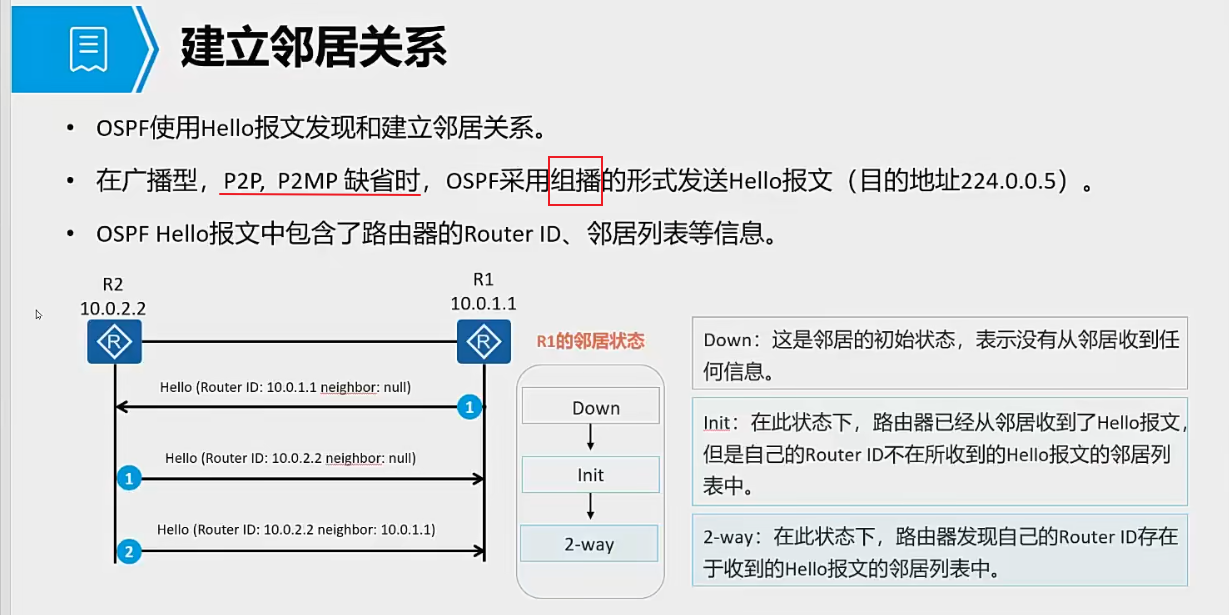 建立邻居关系
• OSPF使用Hello报文发现和建立邻居关系。
• 在广播型，P2P, P2MP 缺省时，OSPF采用组播的形式发送Hello报文（目的地址224.0.0.5）。
• OSPF Hello报文中包含了路由器的Router ID、邻居列表等信息。
R2
10.0.2.2
R1
10.0.1.1
R
R
R1的邻居状态
Hello (Router ID: 10.0.1.1 neighbor: null)
1
Hello (Router ID: 10.0.2.2 neighbor: null)
1
Hello (Router ID: 10.0.2.2 neighbor: 10.0.1.1)
2
Down
Init
2-way
Down：这是邻居的初始状态，表示没有从邻居收到任
何信息。
Init：在此状态下，路由器已经从邻居收到了Hello报文，
但是自己的Router ID不在所收到的Hello报文的邻居列
表中。
2-way：在此状态下，路由器发现自己的Router ID存在
于收到的Hello报文的邻居列表中。